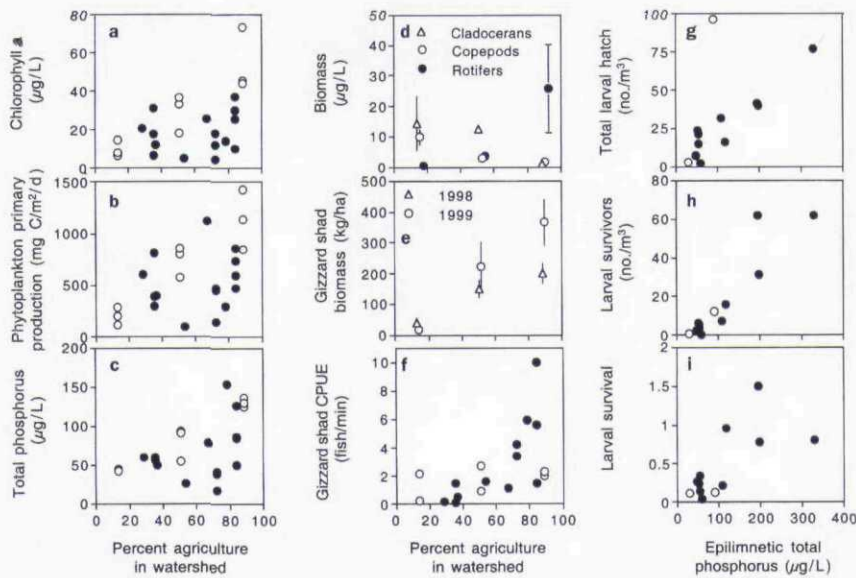 a
Chlorophyll a
(µg/L)
80
60
40
20
0
b
Phytoplankton primary
production (mg C/m²/d)
1500
1000
500
0
c
Total phosphorus
(µg/L)
200
150
100
50
0
0 20 40 60 80 100
Percent agriculture
in watershed
d
Biomass
(µg/L)
50
40
30
20
10
0
Cladocerans
Copepods
Rotifers
e
Gizzard shad
biomass (kg/ha)
500
400
300
200
100
0
1998
1999
f
Gizzard shad CPUE
(fish/min)
10
8
6
4
2
0
0 20 40 60 80 100
Percent agriculture
in watershed
g
Total larval hatch
(no./m³)
100
75
50
25
0
h
Larval survivors
(no./m³)
80
60
40
20
0
i
Larval survival
2
1.5
1
0.5
0
0 100 200 300 400
Epilimnetic total
phosphorus (µg/L)